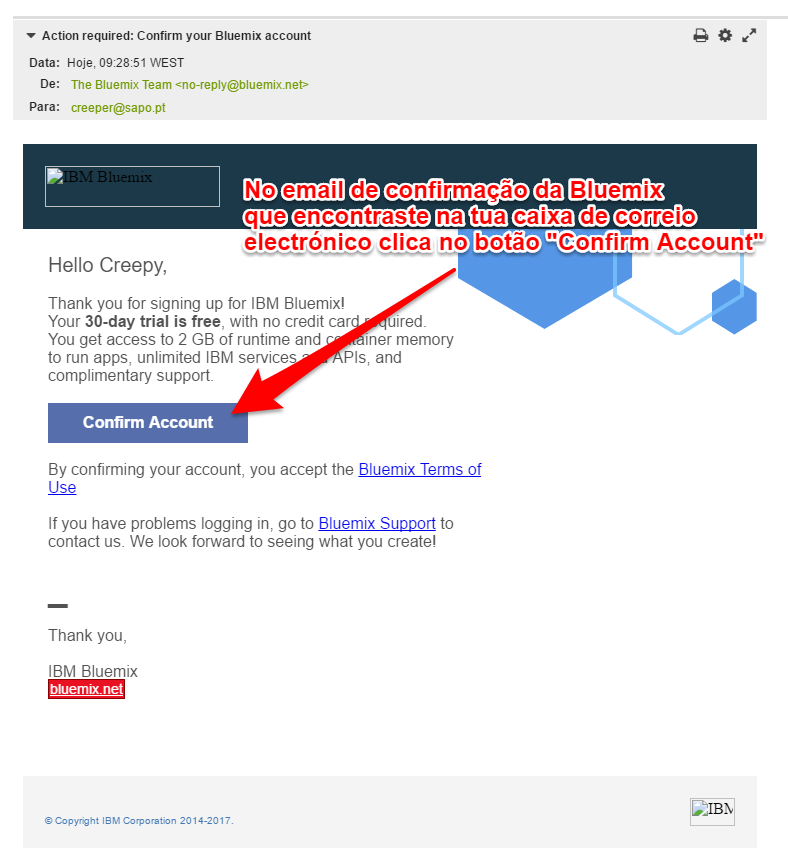 Action required: Confirm your Bluemix account
Data: Hoje, 09:28:51 WEST
De: The Bluemix Team <no-reply@bluemix.net>
Para: creeper@sapo.pt
IBM Bluemix
No email de confirmação da Bluemix
que encontraste na tua caixa de correio
electrónico clica no botão "Confirm Account"
Hello Creepy,
Thank you for signing up for IBM Bluemix!
Your 30-day trial is free, with no credit card required.
You get access to 2 GB of runtime and container memory
to run apps, unlimited IBM services and APIs, and
complimentary support.
Confirm Account
By confirming your account, you accept the Bluemix Terms of
Use
If you have problems logging in, go to Bluemix Support to
contact us. We look forward to seeing what you create!
Thank you,
IBM Bluemix
bluemix.net
© Copyright IBM Corporation 2014-2017.
IBM